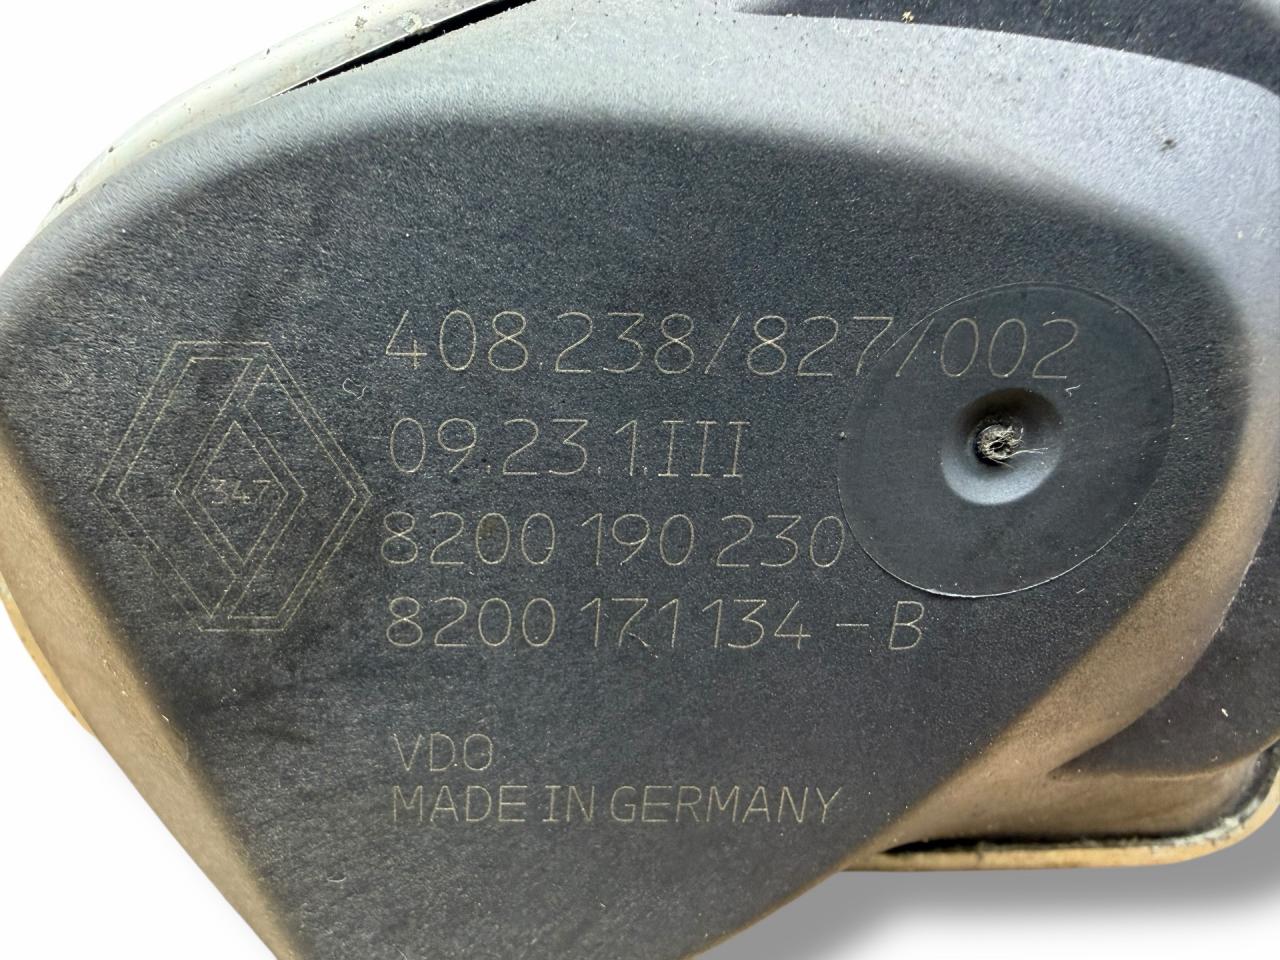 408.238/827/002
347
09.23.1.III
8200 190 230
8200 171 134 - B
VDO
MADE IN GERMANY